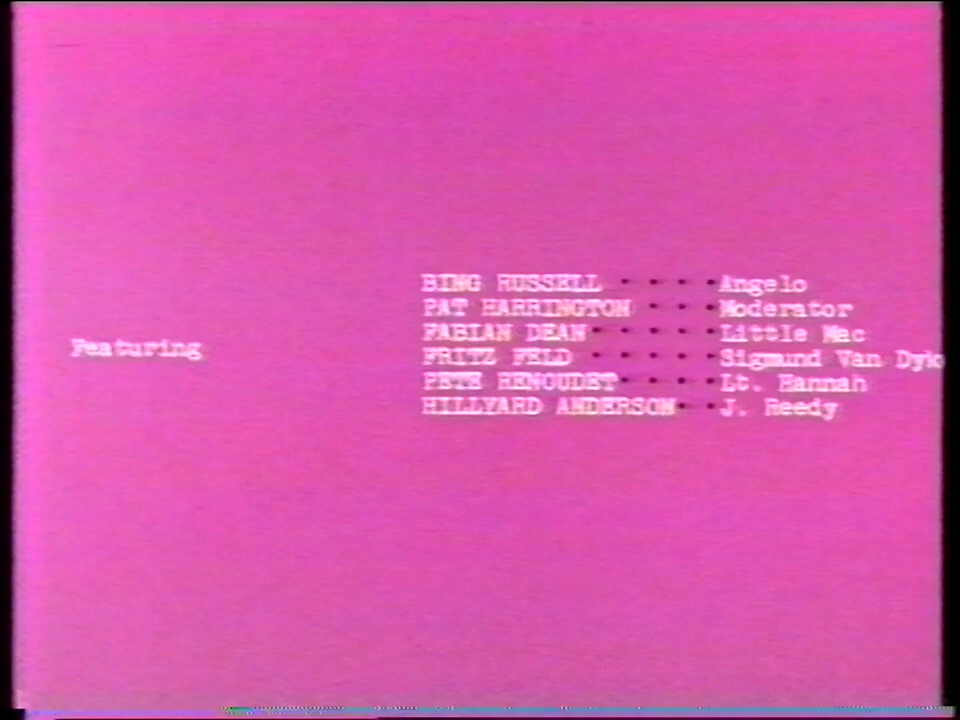 Featuring
BING RUSSELL • • • • Angelo
PAT HARRINGTON • • • Moderator
FABIAN DEAN • • • • • Little Mac
FRITZ FELD • • • • • Sigmund Van Dyk
PETE RENOUDET • • • • Lt. Hannah
HILLYARD ANDERSON • • J. Reedy